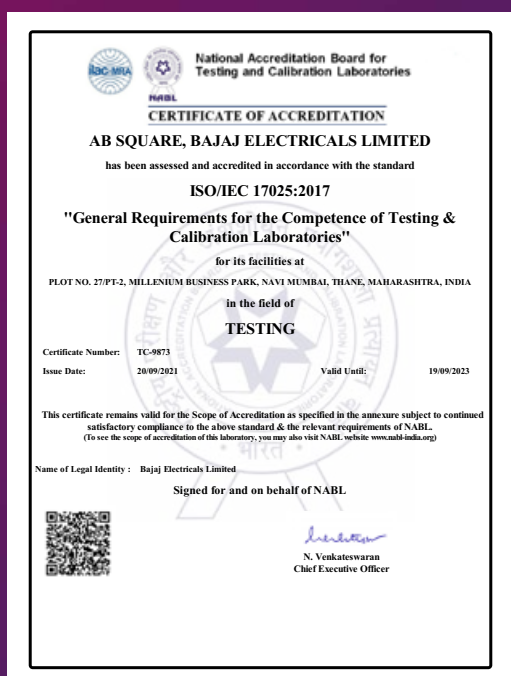 ilac-MRA
NABL
National Accreditation Board for
Testing and Calibration Laboratories
CERTIFICATE OF ACCREDITATION
AB SQUARE, BAJAJ ELECTRICALS LIMITED
has been assessed and accredited in accordance with the standard
ISO/IEC 17025:2017
"General Requirements for the Competence of Testing &
Calibration Laboratories"
for its facilities at
PLOT NO. 27/PT-2, MILLENIUM BUSINESS PARK, NAVI MUMBAI, THANE, MAHARASHTRA, INDIA
in the field of
TESTING
Certificate Number: TC-9873
Issue Date: 20/09/2021 Valid Until: 19/09/2023
This certificate remains valid for the Scope of Accreditation as specified in the annexure subject to continued
satisfactory compliance to the above standard & the relevant requirements of NABL.
(To see the scope of accreditation of this laboratory, you may also visit NABL website www.nabl-india.org)
भारत
Name of Legal Identity : Bajaj Electricals Limited
Signed for and on behalf of NABL
N. Venkateswaran
Chief Executive Officer